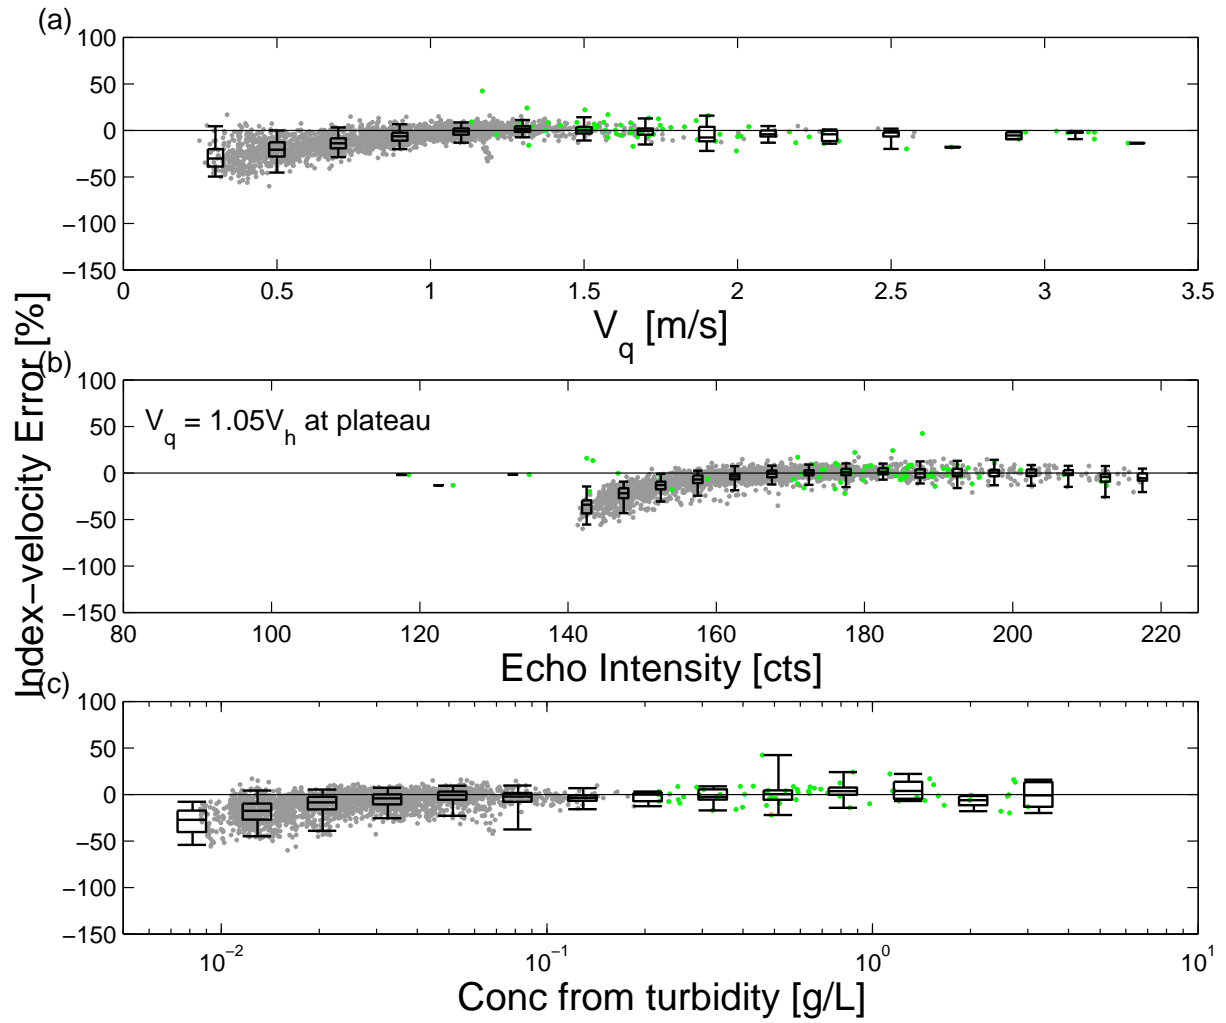 (a)
100
50
0
−50
−100
−150
0 0.5 1 1.5 2 2.5 3 3.5
V_q [m/s]
Index−velocity Error [%]
(b)
100
50
0
−50
−100
−150
V_q = 1.05V_h at plateau
80 100 120 140 160 180 200 220
Echo Intensity [cts]
(c)
100
50
0
−50
−100
−150
10^−2 10^−1 10^0 10^1
Conc from turbidity [g/L]